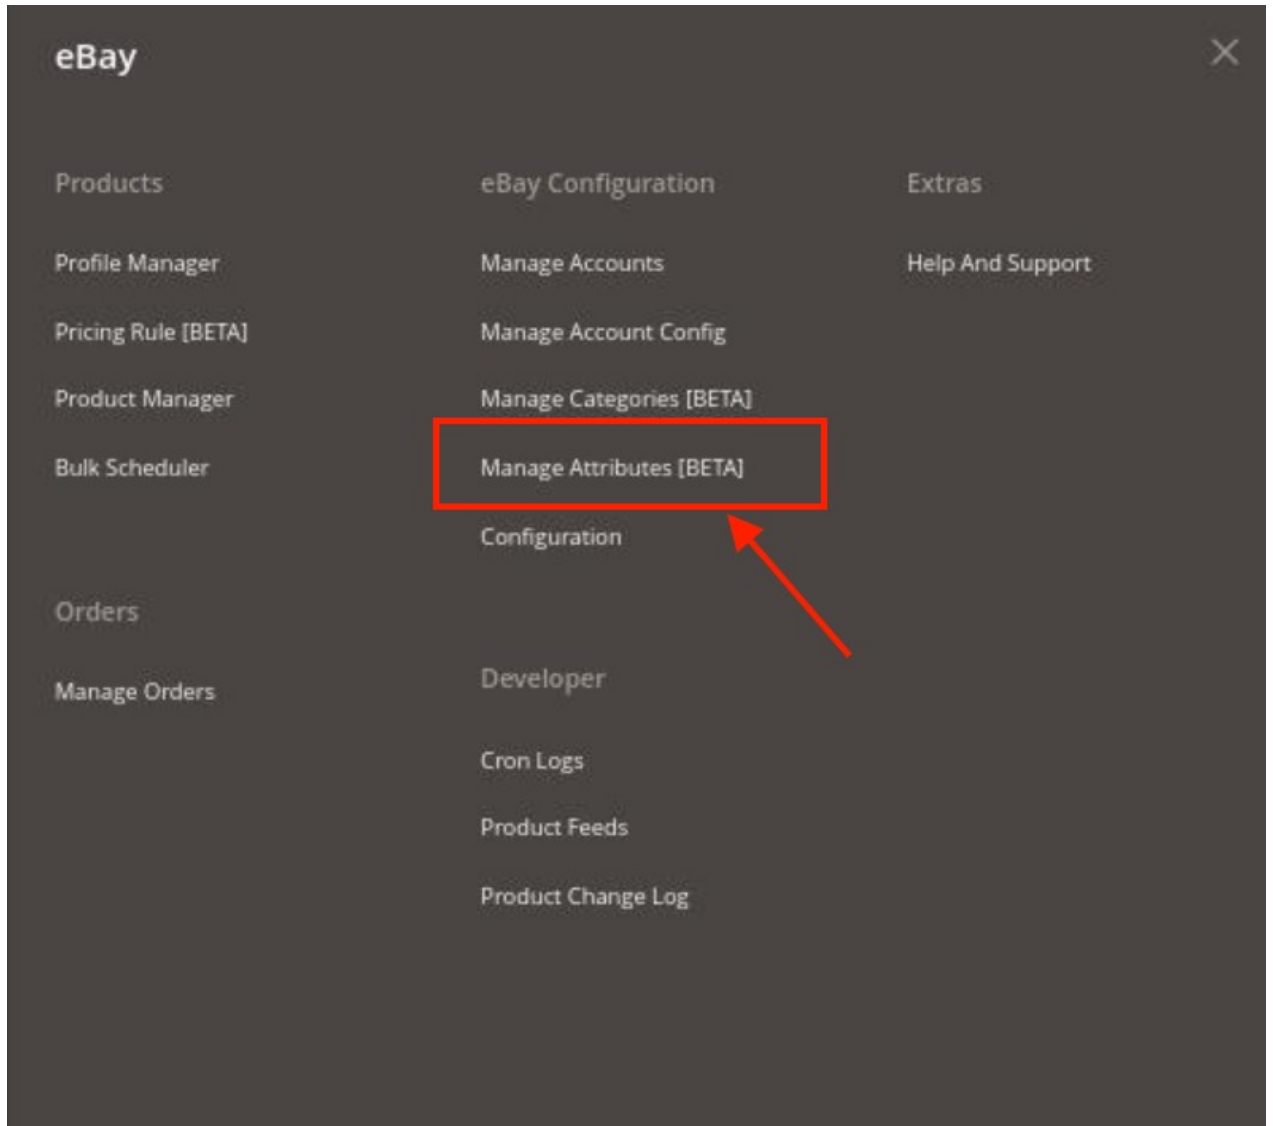 eBay
Products
Profile Manager
Pricing Rule [BETA]
Product Manager
Bulk Scheduler
Orders
Manage Orders
eBay Configuration
Manage Accounts
Manage Account Config
Manage Categories [BETA]
Manage Attributes [BETA]
Configuration
Developer
Cron Logs
Product Feeds
Product Change Log
Extras
Help And Support